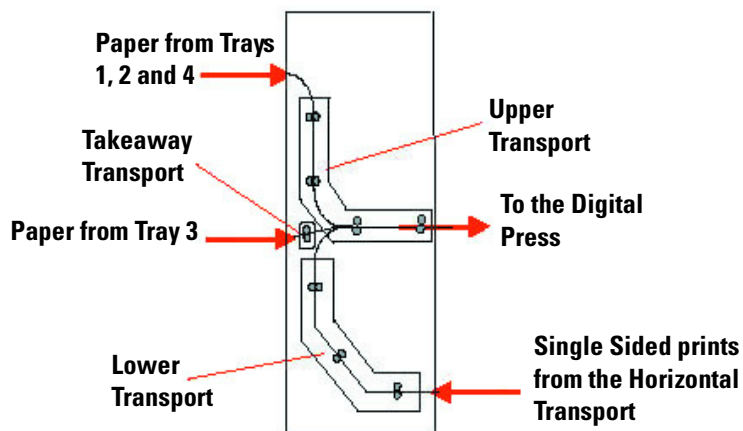 Paper from Trays
1, 2 and 4
Upper
Transport
Takeaway
Transport
To the Digital
Press
Paper from Tray 3
Lower
Transport
Single Sided prints
from the Horizontal
Transport